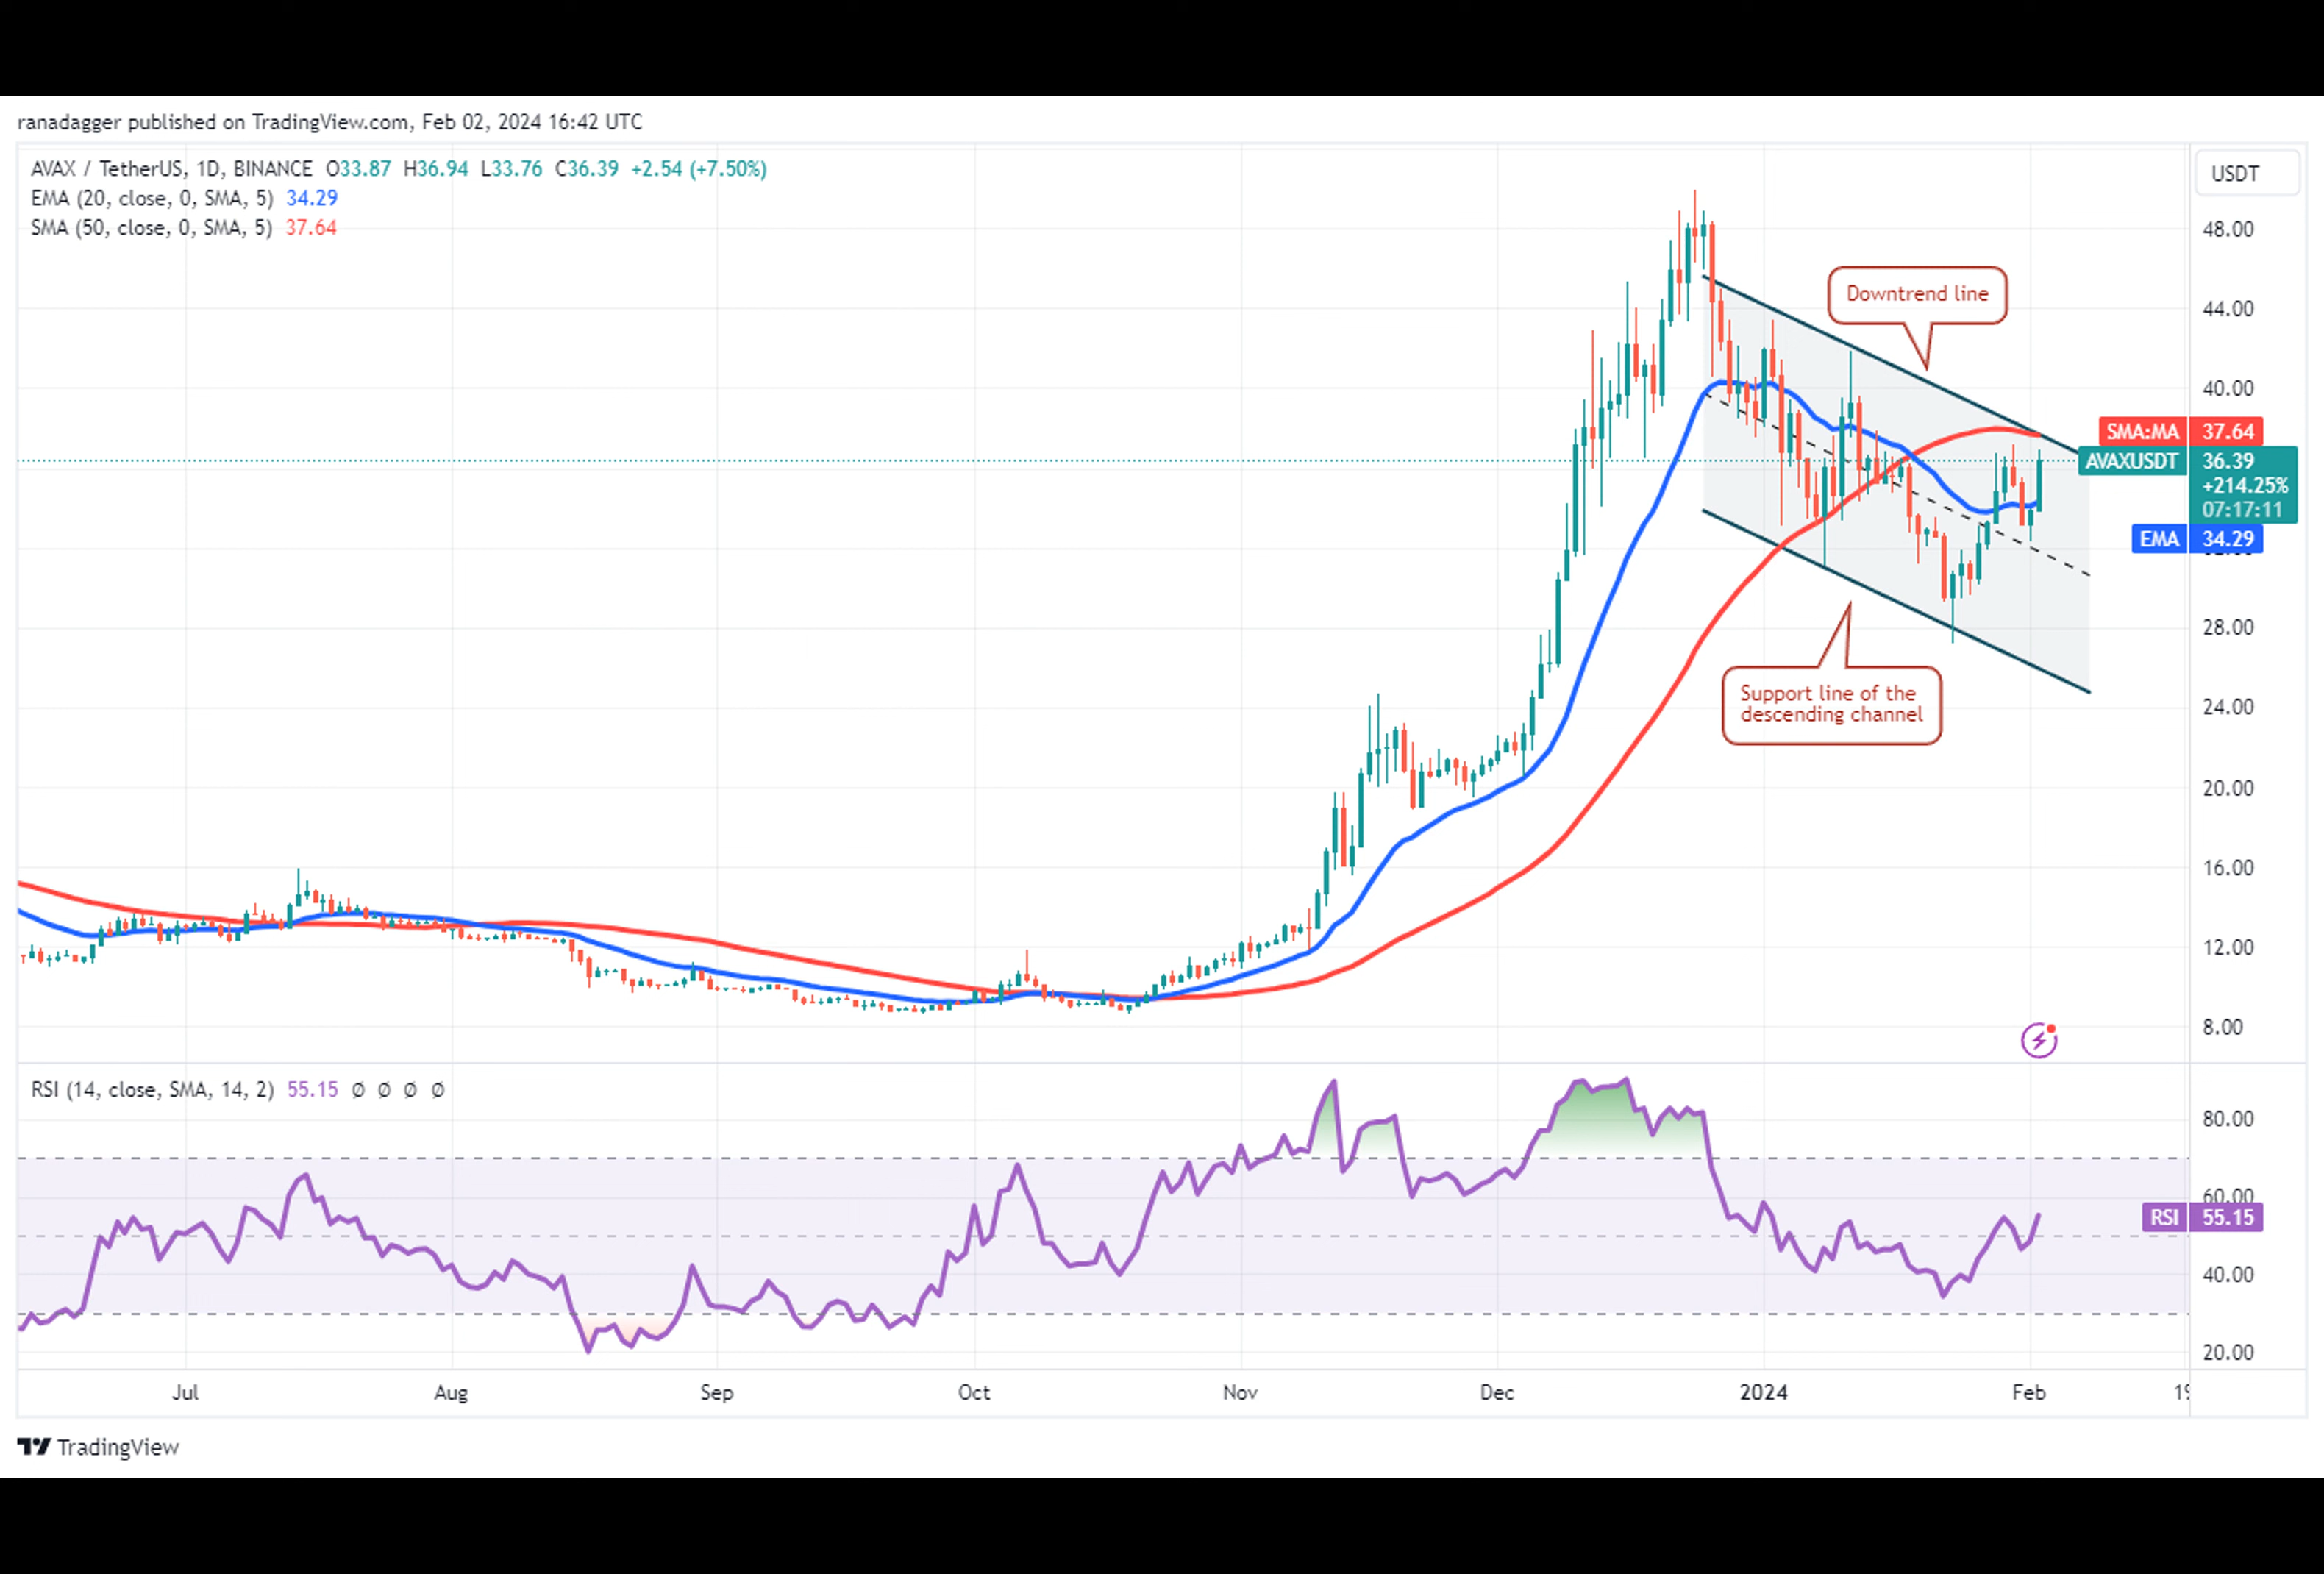 ranadagger published on TradingView.com, Feb 02, 2024 16:42 UTC
AVAX / TetherUS, 1D, BINANCE O33.87 H36.94 L33.76 C36.39 +2.54 (+7.50%)
EMA (20, close, 0, SMA, 5) 34.29
SMA (50, close, 0, SMA, 5) 37.64
USDT
48.00
Downtrend line
44.00
40.00
SMA:MA 37.64
AVAXUSDT 36.39
+214.25%
07:17:11
EMA 34.29
28.00
Support line of the
descending channel
24.00
20.00
16.00
12.00
8.00
RSI (14, close, SMA, 14, 2) 55.15 Ø Ø Ø Ø
80.00
60.00
RSI 55.15
40.00
20.00
Jul Aug Sep Oct Nov Dec 2024 Feb
TradingView